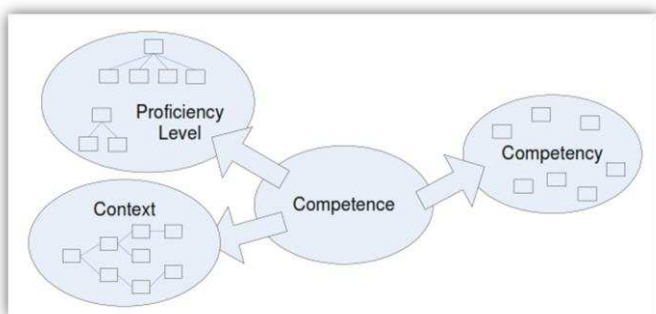 Proficiency
Level
Competency
Context
Competence